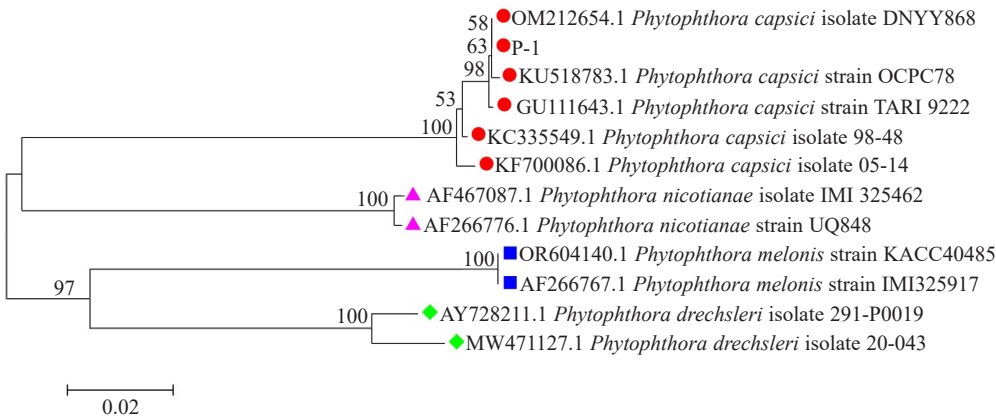 58
OM212654.1 Phytophthora capsici isolate DNYY868
63
P-1
98
KU518783.1 Phytophthora capsici strain OCPC78
53
GU111643.1 Phytophthora capsici strain TARI 9222
100
KC335549.1 Phytophthora capsici isolate 98-48
KF700086.1 Phytophthora capsici isolate 05-14
100
AF467087.1 Phytophthora nicotianae isolate IMI 325462
AF266776.1 Phytophthora nicotianae strain UQ848
100
OR604140.1 Phytophthora melonis strain KACC40485
97
AF266767.1 Phytophthora melonis strain IMI325917
100
AY728211.1 Phytophthora drechsleri isolate 291-P0019
MW471127.1 Phytophthora drechsleri isolate 20-043
0.02